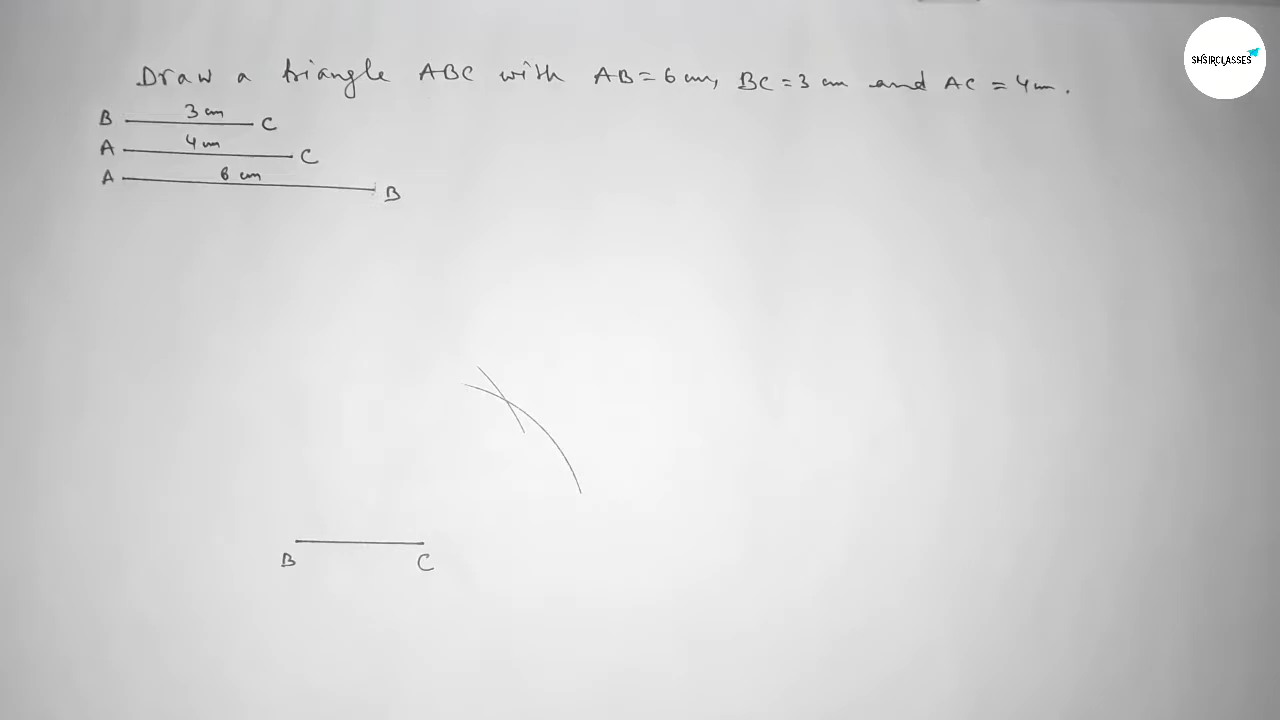 SHSIRCLASSES
Draw a triangle ABC with AB = 6 cm, BC = 3 cm and AC = 4 cm.
B 3 cm C
A 4 cm C
A 6 cm B
B C